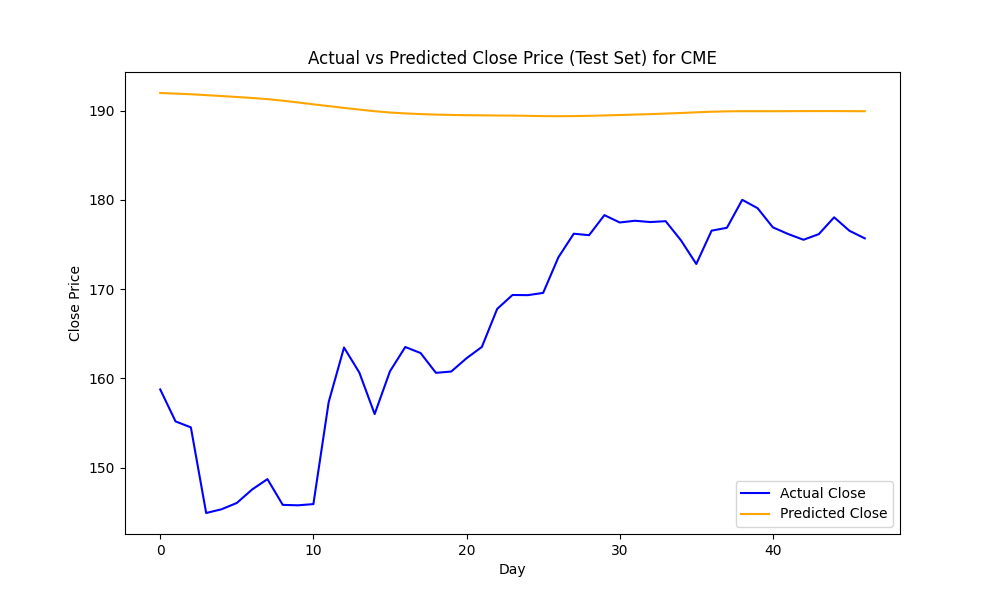 Actual vs Predicted Close Price (Test Set) for CME
Close Price
190
180
170
160
150
0 10 20 30 40
Day
Actual Close
Predicted Close